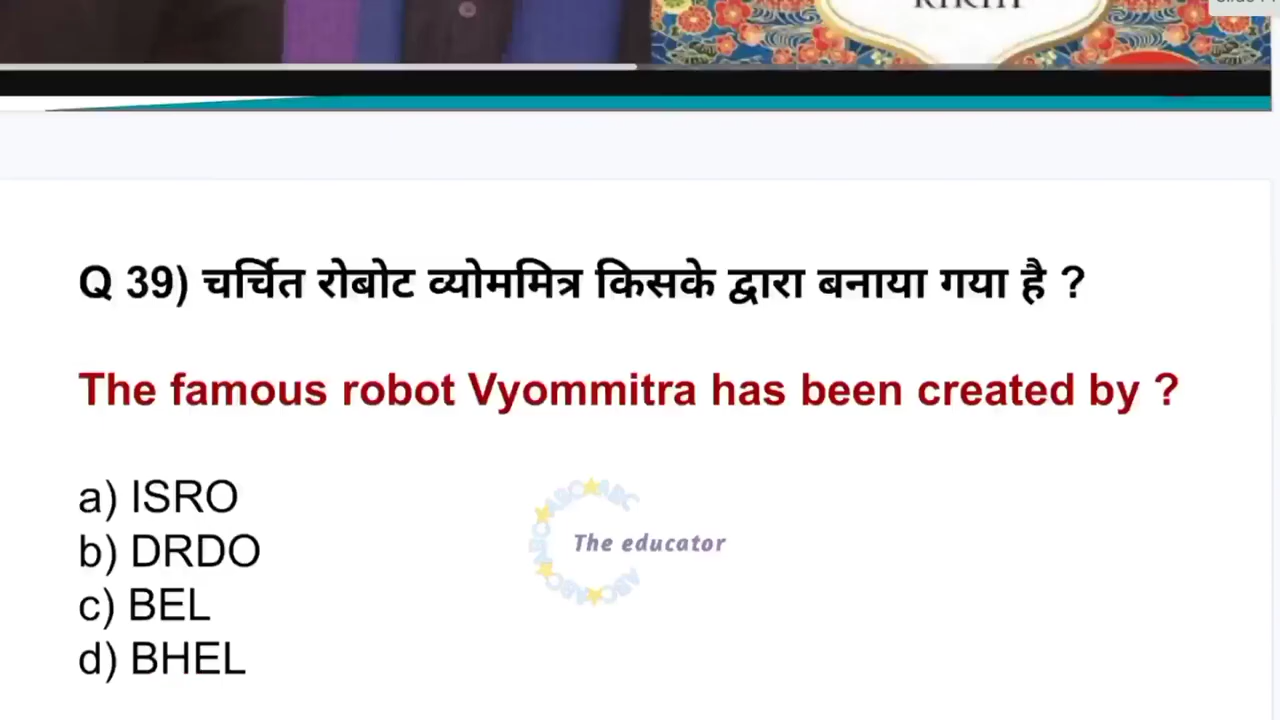 Q 39) चर्चित रोबोट व्योममित्र किसके द्वारा बनाया गया है ?
The famous robot Vyommitra has been created by ?
a) ISRO
b) DRDO
c) BEL
d) BHEL
The educator